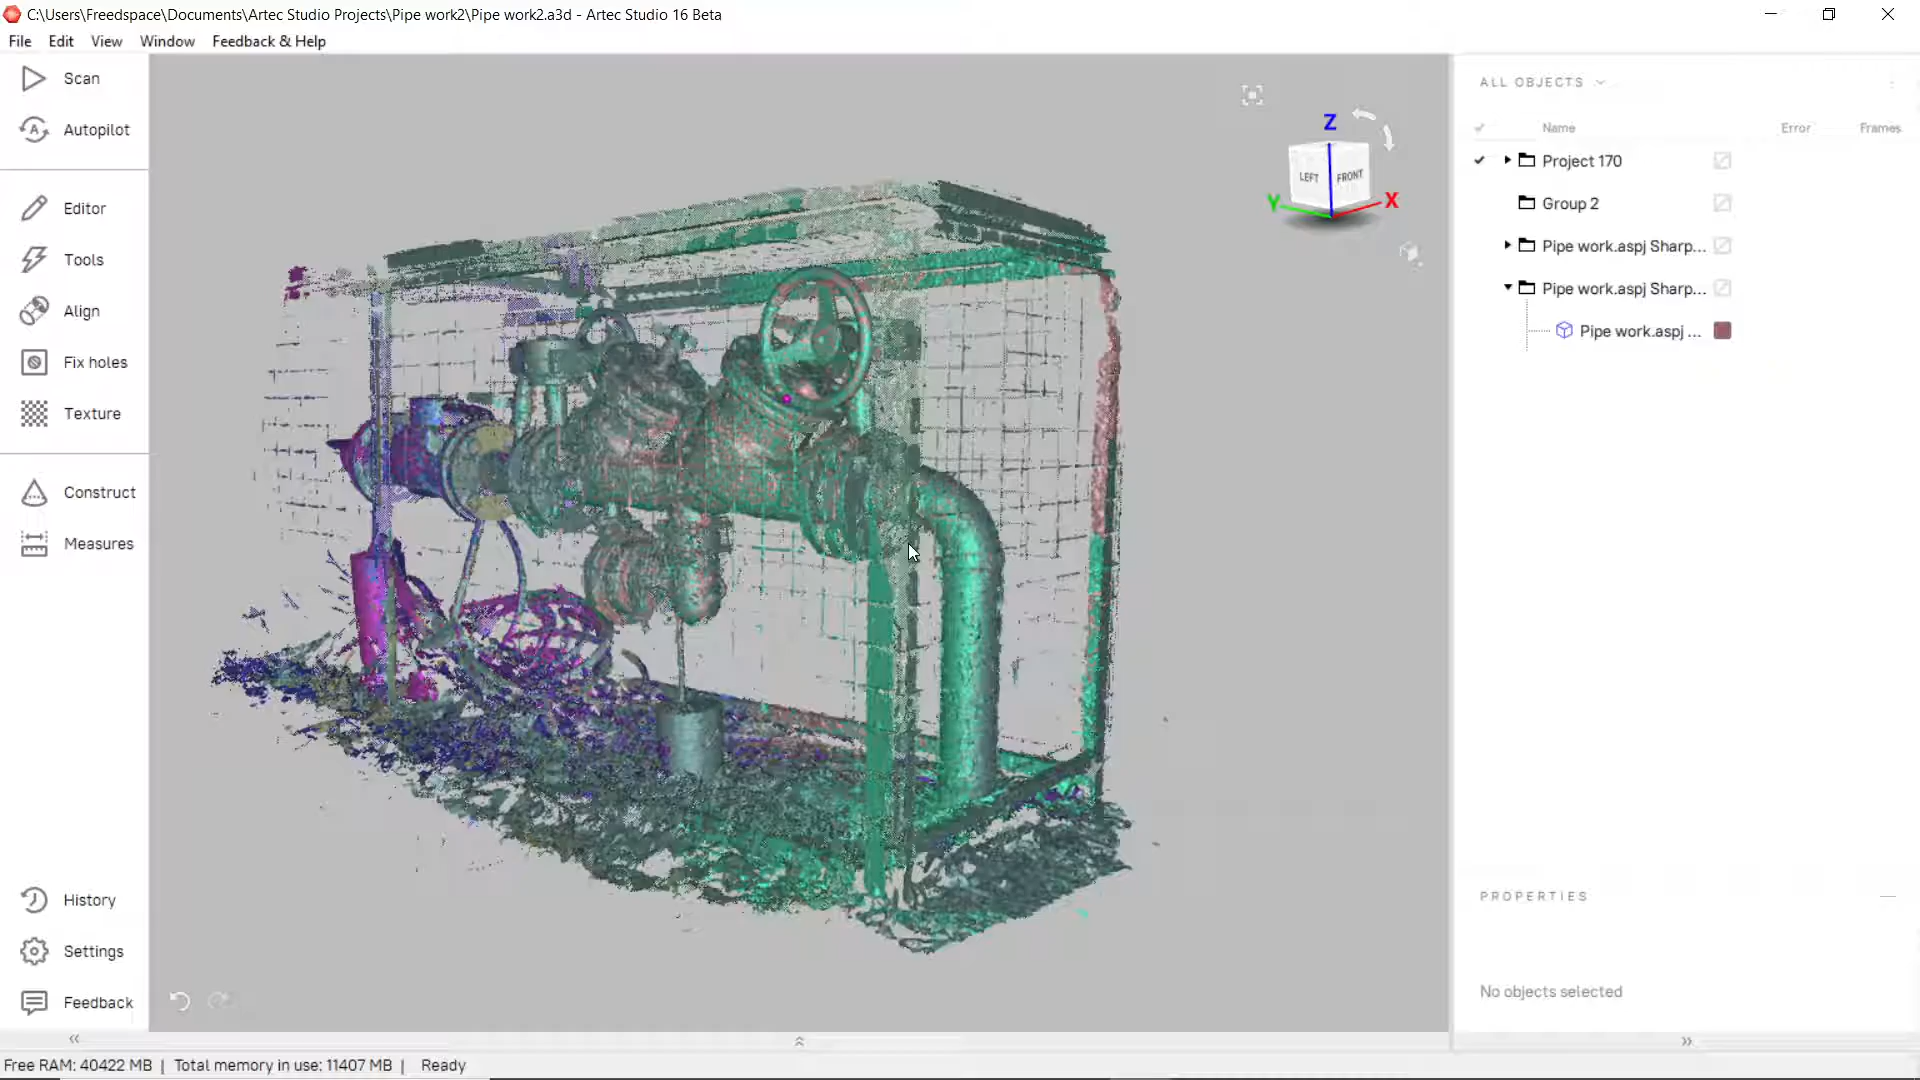 C:\Users\Freedspace\Documents\Artec Studio Projects\Pipe work2\Pipe work2.a3d - Artec Studio 16 Beta
File Edit View Window Feedback & Help
Scan
Autopilot
Editor
Tools
Align
Fix holes
Texture
Construct
Measures
History
Settings
Feedback
Z
LEFT FRONT
Y X
ALL OBJECTS
Name Error Frames
Project 170
Group 2
Pipe work.aspj Sharp...
Pipe work.aspj Sharp...
Pipe work.aspj ...
PROPERTIES
No objects selected
Free RAM: 40422 MB | Total memory in use: 11407 MB | Ready